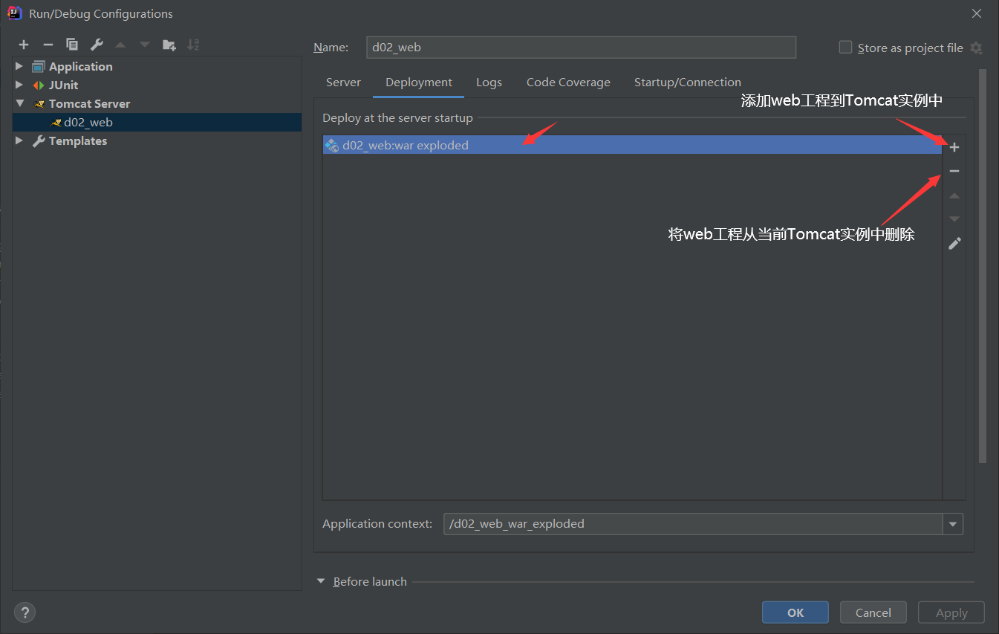 Run/Debug Configurations
Name:
d02_web
Store as project file
Application
JUnit
Tomcat Server
d02_web
Templates
Server
Deployment
Logs
Code Coverage
Startup/Connection
添加web工程到Tomcat实例中
Deploy at the server startup
d02_web:war exploded
将web工程从当前Tomcat实例中删除
Application context:
/d02_web_war_exploded
Before launch
?
OK
Cancel
Apply